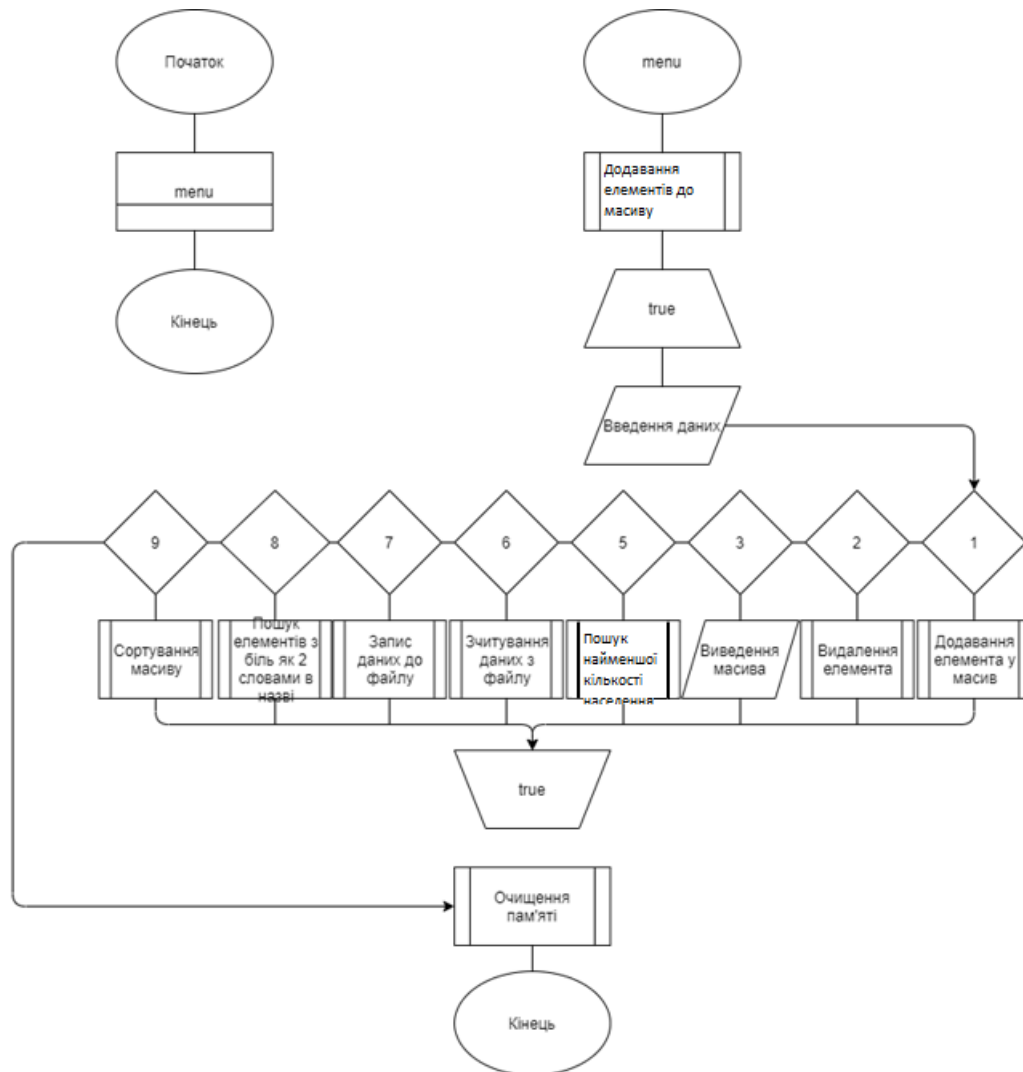 Початок
menu
Кінець
menu
Додавання
елементів до
масиву
true
Введення даних
9
8
7
6
5
3
2
1
Сортування
масиву
Пошук
елементів з
біль як 2
словами в
назві
Запис
даних до
файлу
Зчитування
даних з
файлу
Пошук
найменшої
кількості
населення
Виведення
масива
Видалення
елемента
Додавання
елемента у
масив
true
Очищення
пам'яті
Кінець